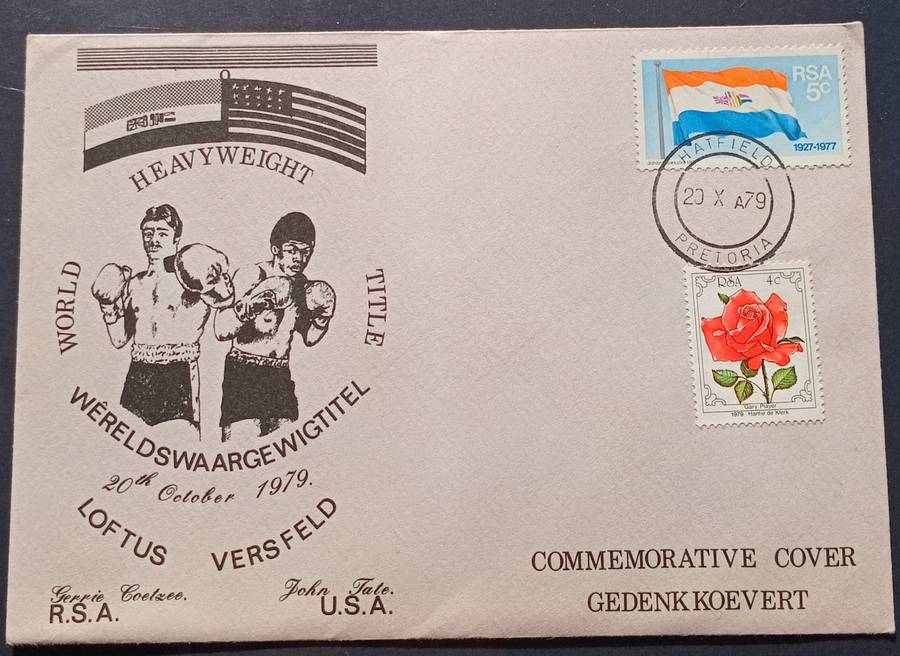 HEAVYWEIGHT
WORLD
TITLE
WÊRELDSWAARGEWIGTITEL
20th October 1979.
LOFTUS VERSFELD
Gerrie Coetzee.
R.S.A.
John Tate.
U.S.A.
RSA
5c
1927-1977
HATFIELD
20 X A79
PRETORIA
RSA 4c
Gary Player
1979 Hantie de Klerk
COMMEMORATIVE COVER
GEDENKKOEVERT